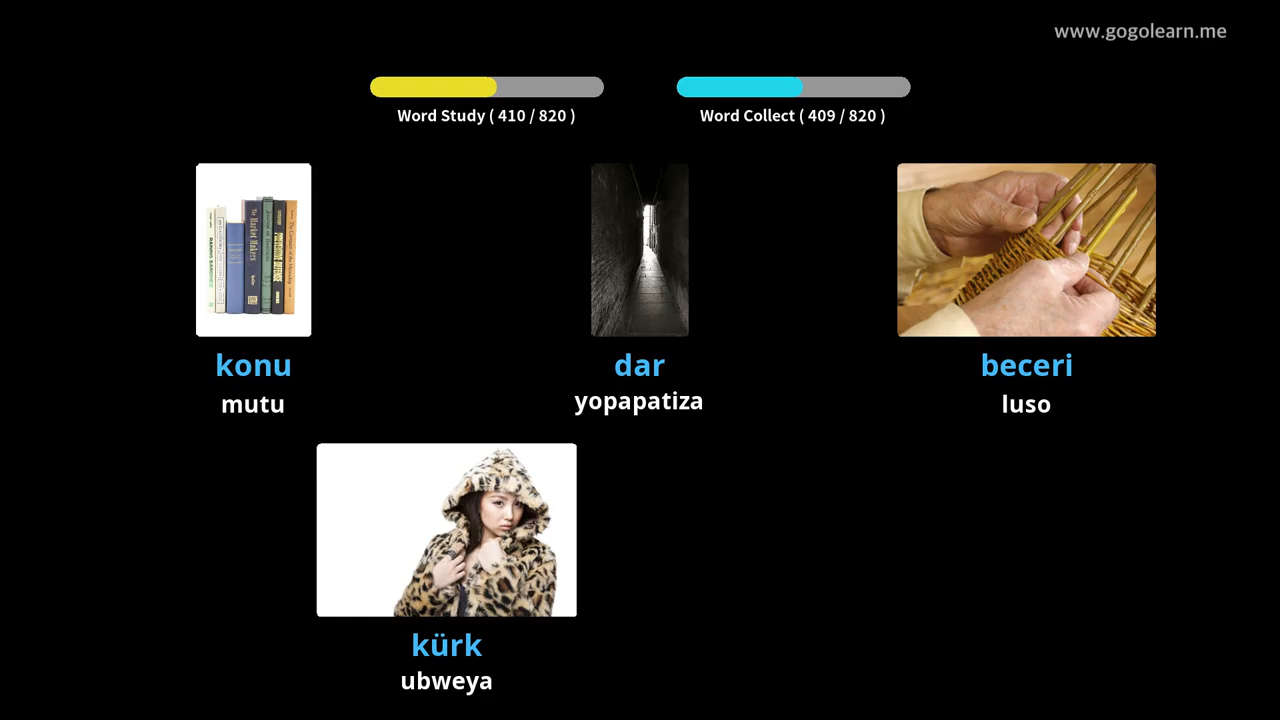 www.gogolearn.me
Word Study ( 410 / 820 )
Word Collect ( 409 / 820 )
konu
mutu
dar
yopapatiza
beceri
luso
kürk
ubweya